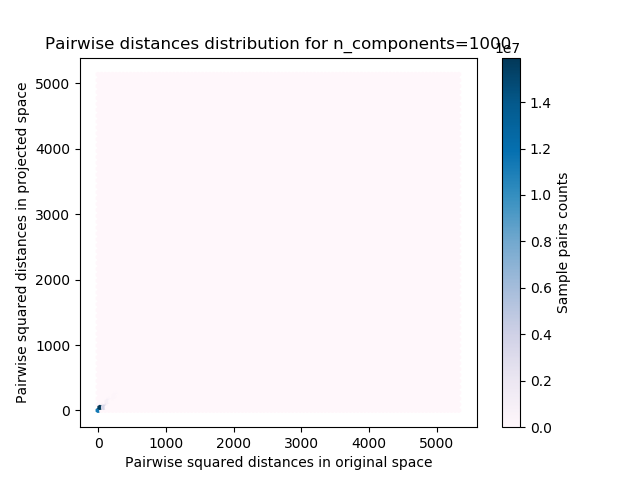 Pairwise distances distribution for n_components=1000
1e7
Pairwise squared distances in projected space
5000
4000
3000
2000
1000
0
0 1000 2000 3000 4000 5000
Pairwise squared distances in original space
1.4
1.2
1.0
0.8
0.6
0.4
0.2
0.0
Sample pairs counts